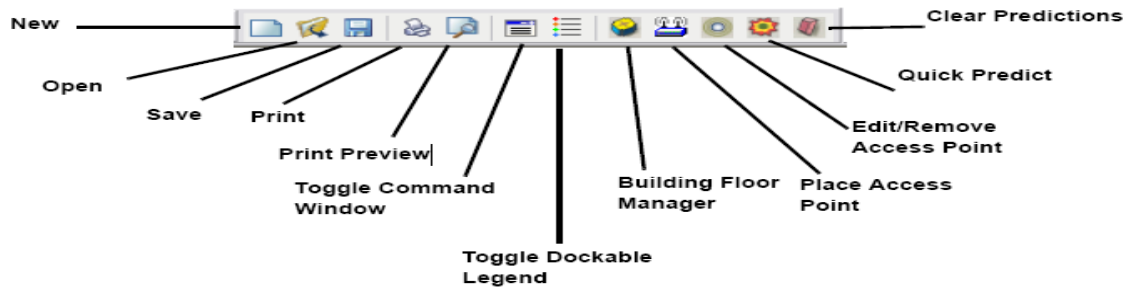 New
Clear Predictions
Open
Quick Predict
Save
Print
Edit/Remove
Access Point
Print Preview
Toggle Command
Window
Building Floor
Manager
Place Access
Point
Toggle Dockable
Legend